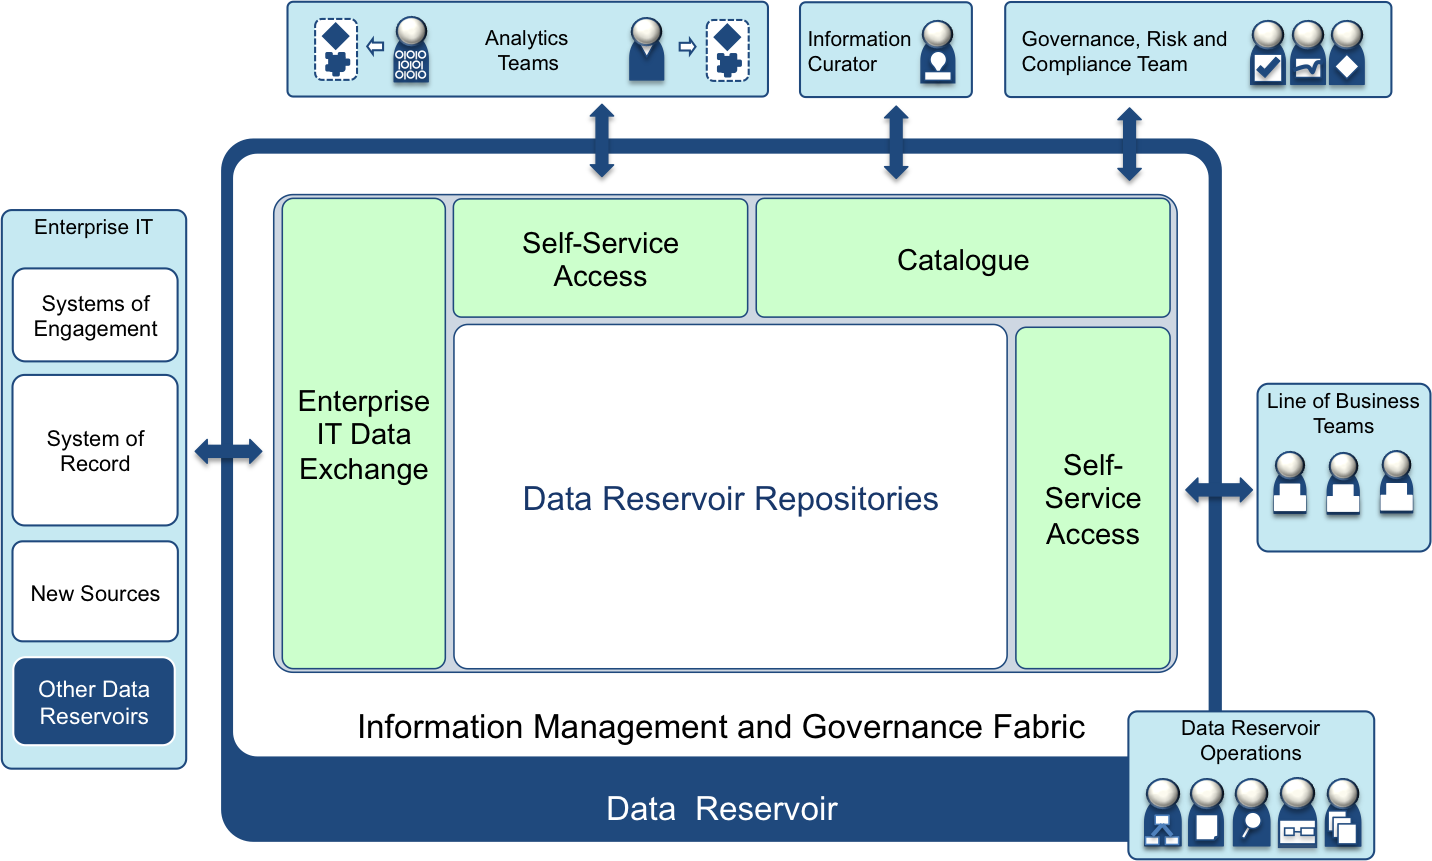 Analytics
Teams
Information
Curator
Governance, Risk and
Compliance Team
Enterprise IT
Systems of
Engagement
System of
Record
New Sources
Other Data
Reservoirs
Enterprise
IT Data
Exchange
Self-Service
Access
Catalogue
Data Reservoir Repositories
Self-
Service
Access
Line of Business
Teams
Information Management and Governance Fabric
Data Reservoir
Data Reservoir
Operations